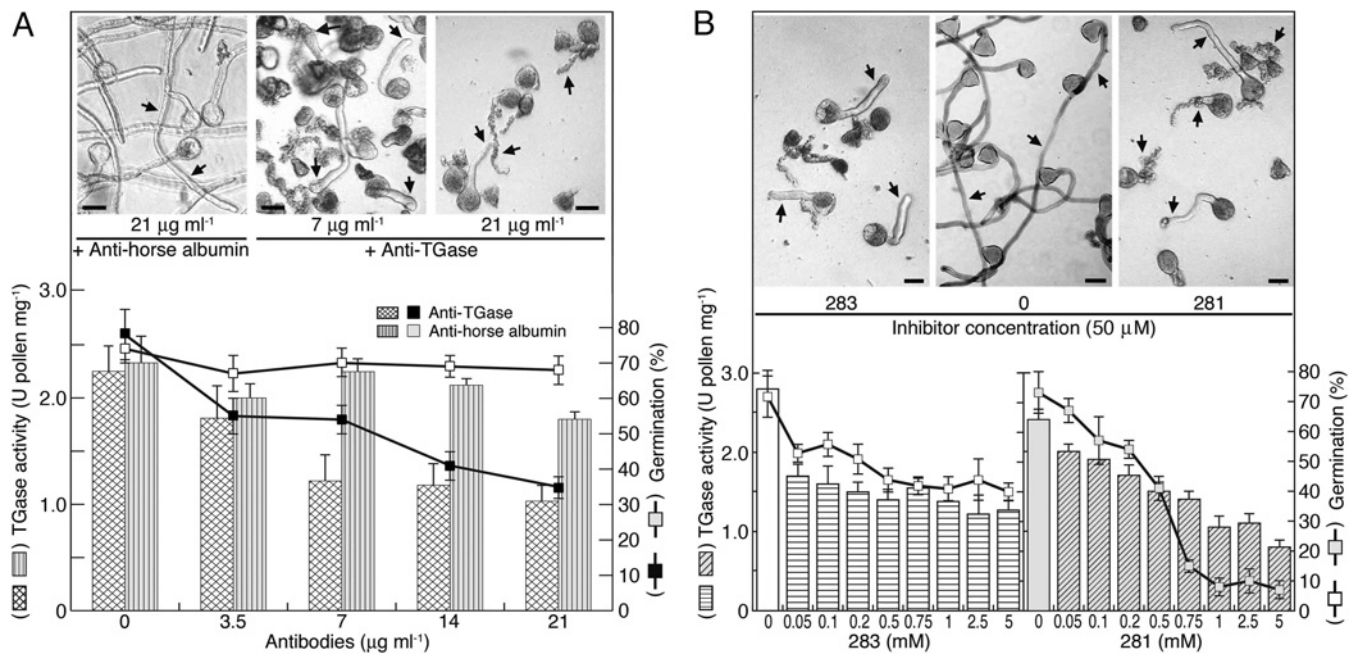 A
21 µg ml⁻¹
7 µg ml⁻¹
21 µg ml⁻¹
+ Anti-horse albumin
+ Anti-TGase
Anti-TGase
Anti-horse albumin
( ) TGase activity (U pollen mg⁻¹)
3.0
2.0
1.0
0
80
70
60
50
40
30
20
10
0
( ) Germination (%)
0 3.5 7 14 21
Antibodies (µg ml⁻¹)
B
283 0 281
Inhibitor concentration (50 µM)
( ) TGase activity (U pollen mg⁻¹)
3.0
2.0
1.0
0
80
70
60
50
40
30
20
10
0
( ) Germination (%)
0 0.05 0.1 0.2 0.5 0.75 1 2.5 5 0 0.05 0.1 0.2 0.5 0.75 1 2.5 5
283 (mM) 281 (mM)